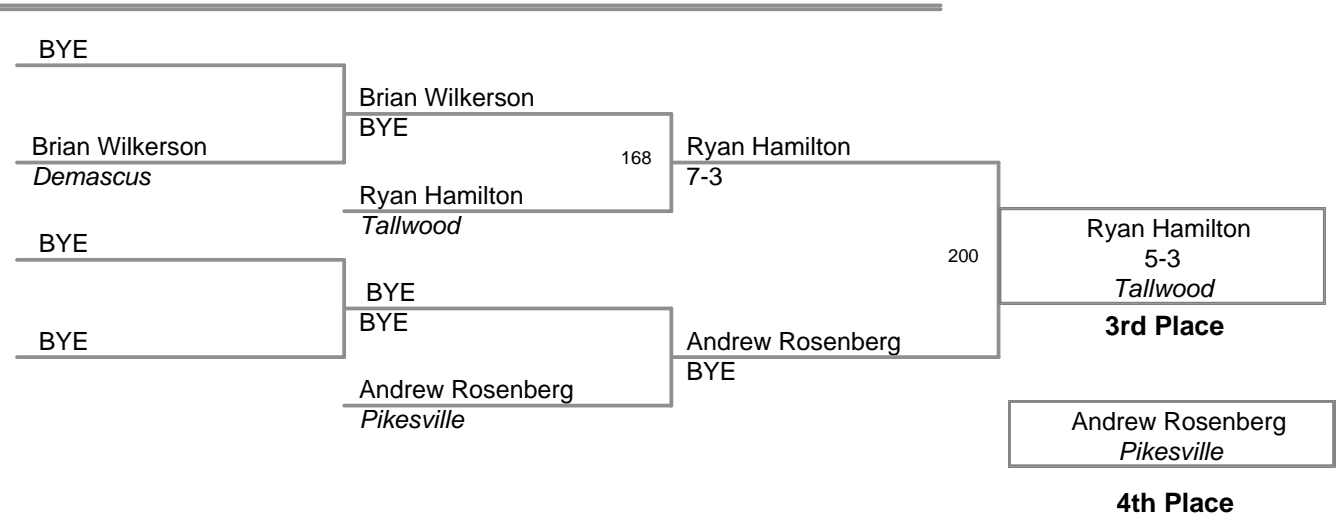 BYE
Brian Wilkerson
BYE
Brian Wilkerson
Demascus
168
Ryan Hamilton
7-3
Ryan Hamilton
Tallwood
BYE
200
Ryan Hamilton
5-3
Tallwood
3rd Place
BYE
BYE
BYE
Andrew Rosenberg
BYE
Andrew Rosenberg
Pikesville
Andrew Rosenberg
Pikesville
4th Place